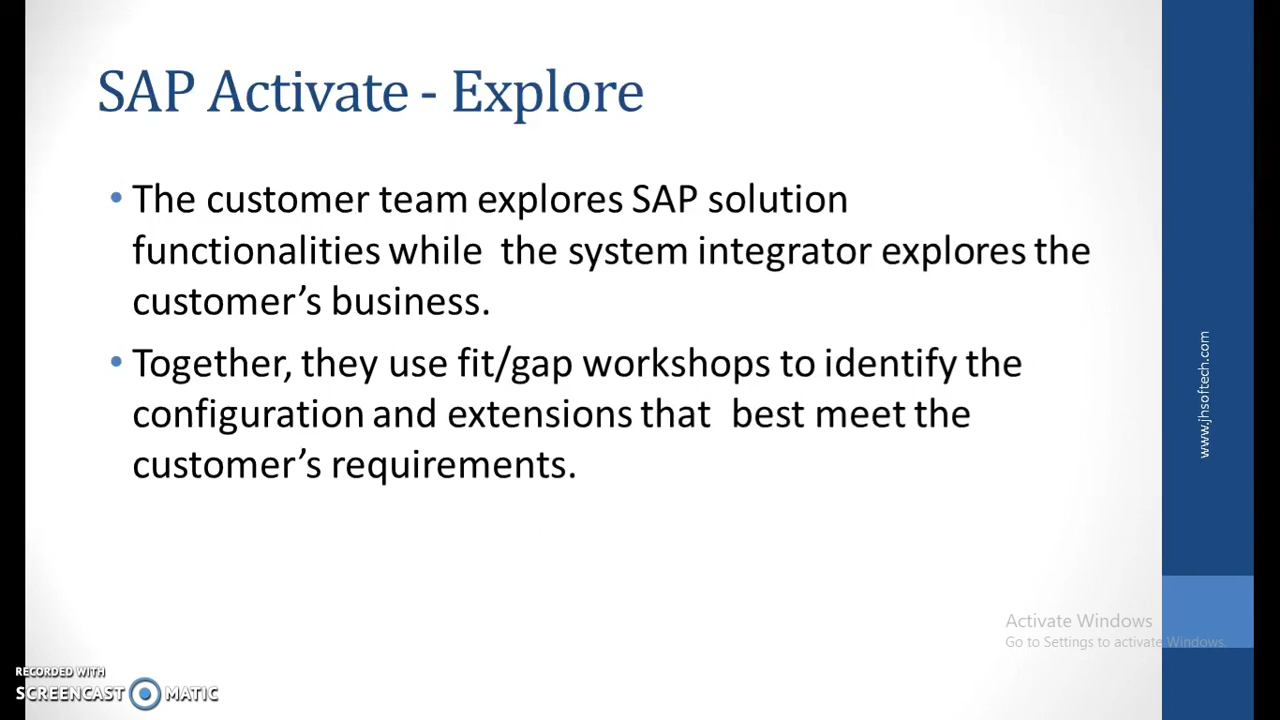 SAP Activate - Explore
• The customer team explores SAP solution
functionalities while the system integrator explores the
customer’s business.
• Together, they use fit/gap workshops to identify the
configuration and extensions that best meet the
customer’s requirements.
www.jhsoftech.com
Activate Windows
Go to Settings to activate Windows.
RECORDED WITH
SCREENCAST MATIC